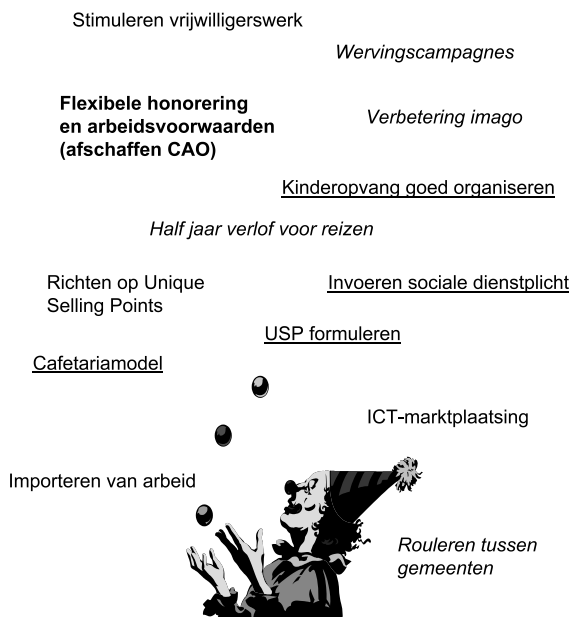 Stimuleren vrijwilligerswerk
Wervingscampagnes
Flexibele honorering
en arbeidsvoorwaarden
(afschaffen CAO)
Verbetering imago
Kinderopvang goed organiseren
Half jaar verlof voor reizen
Richten op Unique
Selling Points
Invoeren sociale dienstplicht
USP formuleren
Cafetariamodel
ICT-marktplaatsing
Importeren van arbeid
Rouleren tussen
gemeenten